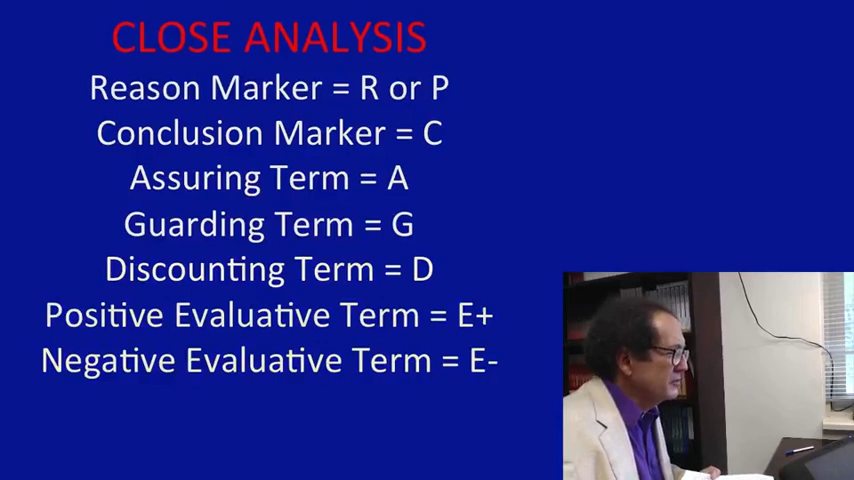 CLOSE ANALYSIS
Reason Marker = R or P
Conclusion Marker = C
Assuring Term = A
Guarding Term = G
Discounting Term = D
Positive Evaluative Term = E+
Negative Evaluative Term = E-